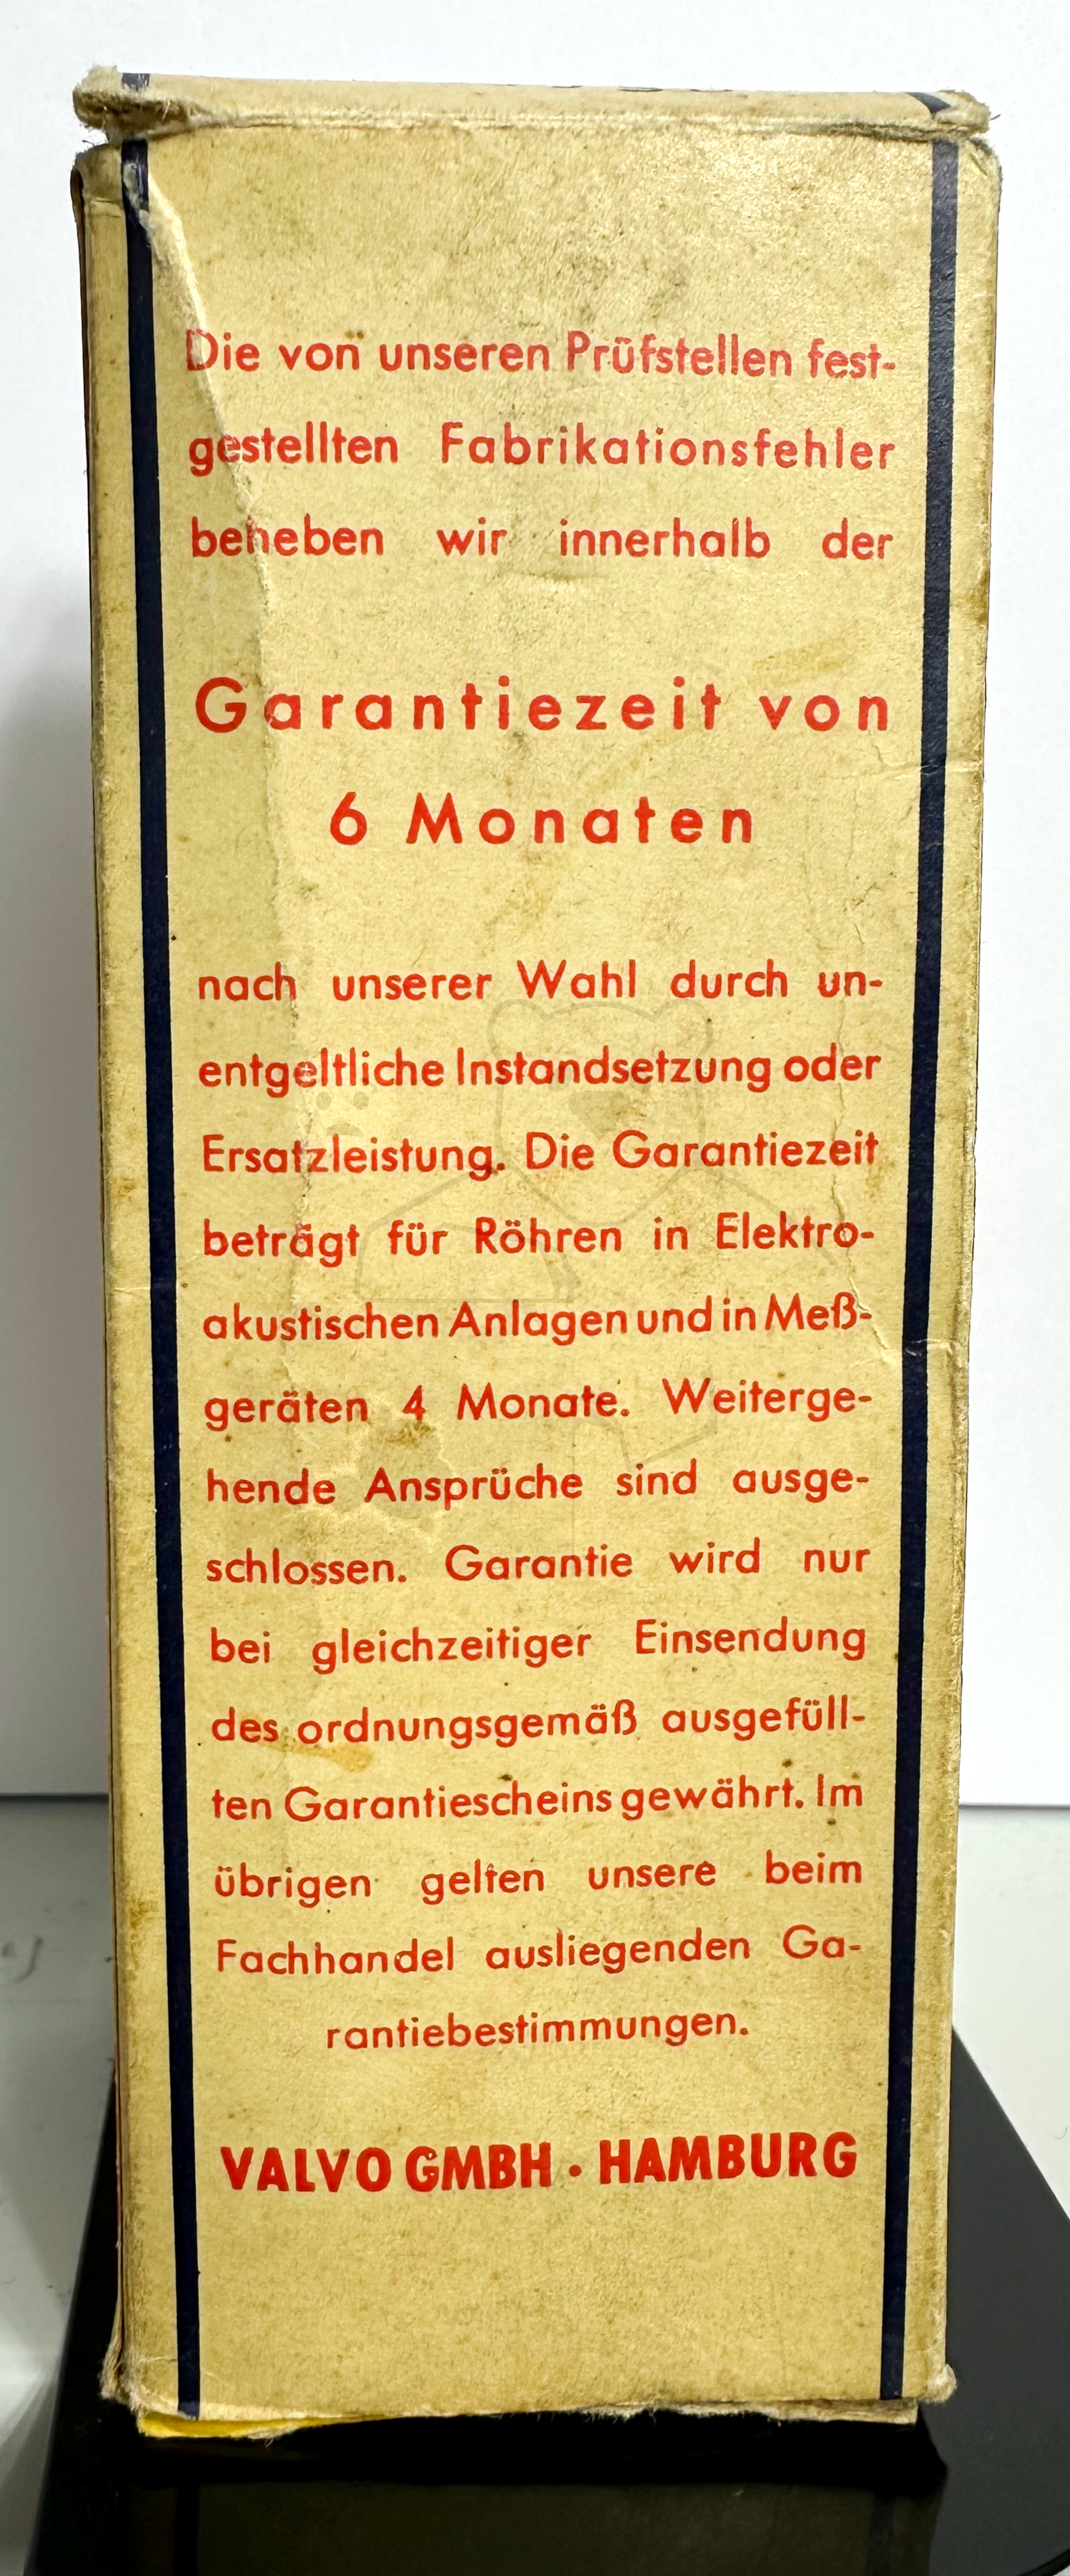 Die von unseren Prüfstellen fest-
gestellten Fabrikationsfehler
beheben wir innerhalb der
Garantiezeit von
6 Monaten
nach unserer Wahl durch un-
entgeltliche Instandsetzung oder
Ersatzleistung. Die Garantiezeit
beträgt für Röhren in Elektro-
akustischen Anlagen und in Meß-
geräten 4 Monate. Weiterge-
hende Ansprüche sind ausge-
schlossen. Garantie wird nur
bei gleichzeitiger Einsendung
des ordnungsgemäß ausgefüll-
ten Garantiescheins gewährt. Im
übrigen gelten unsere beim
Fachhandel ausliegenden Ga-
rantiebestimmungen.
VALVO GMBH · HAMBURG